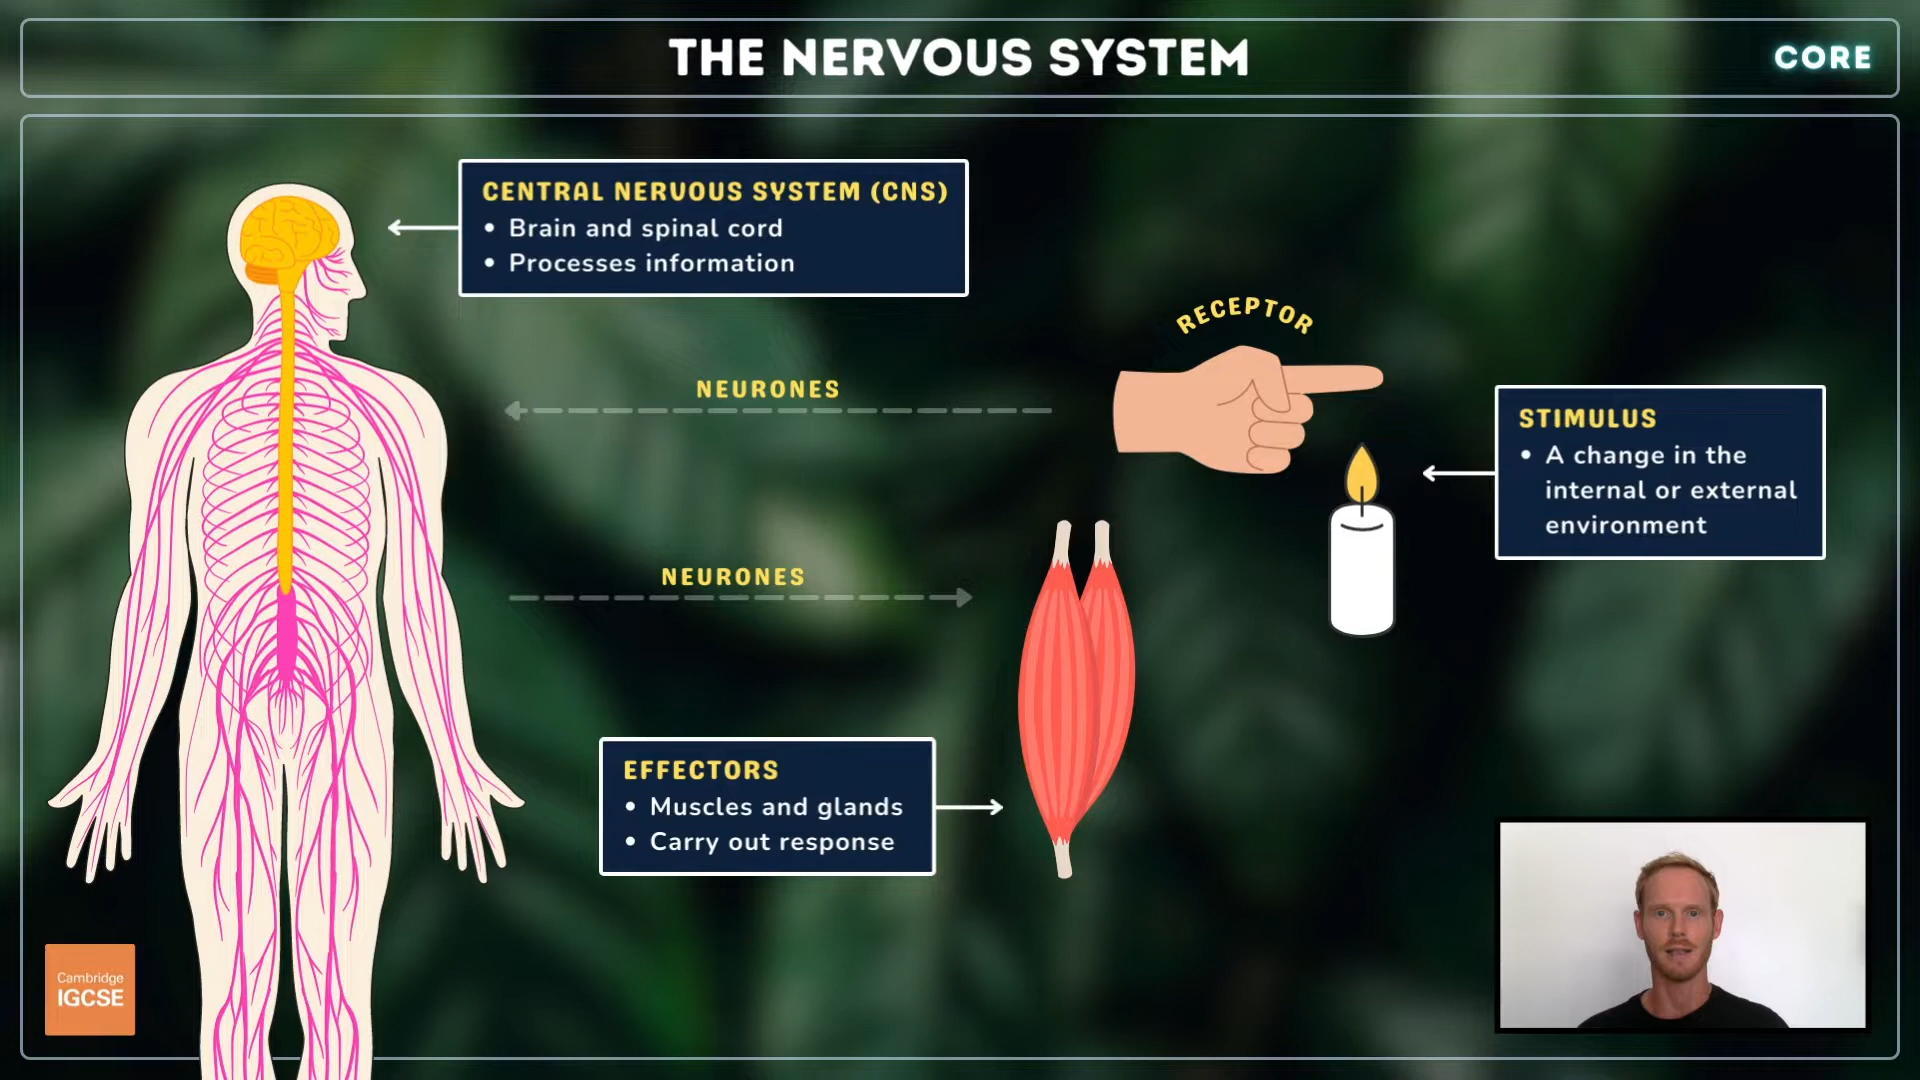 THE NERVOUS SYSTEM
CORE
CENTRAL NERVOUS SYSTEM (CNS)
• Brain and spinal cord
• Processes information
RECEPTOR
NEURONES
STIMULUS
• A change in the
internal or external
environment
NEURONES
EFFECTORS
• Muscles and glands
• Carry out response
Cambridge
IGCSE